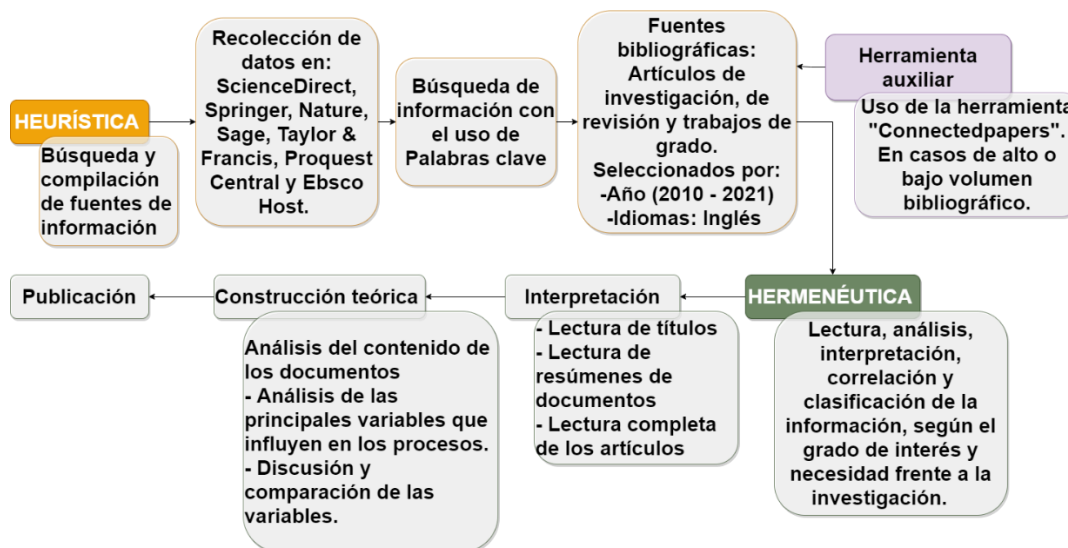 HEURÍSTICA
Búsqueda y
compilación
de fuentes de
información
Recolección de
datos en:
ScienceDirect,
Springer, Nature,
Sage, Taylor &
Francis, Proquest
Central y Ebsco
Host.
Búsqueda de
información con
el uso de
Palabras clave
Fuentes
bibliográficas:
Artículos de
investigación, de
revisión y trabajos de
grado.
Seleccionados por:
-Año (2010 - 2021)
-Idiomas: Inglés
Herramienta
auxiliar
Uso de la herramienta
"Connectedpapers".
En casos de alto o
bajo volumen
bibliográfico.
HERMENÉUTICA
Lectura, análisis,
interpretación,
correlación y
clasificación de la
información, según el
grado de interés y
necesidad frente a la
investigación.
Interpretación
- Lectura de títulos
- Lectura de
resúmenes de
documentos
- Lectura completa
de los artículos
Construcción teórica
Análisis del contenido de
los documentos
- Análisis de las
principales variables que
influyen en los procesos.
- Discusión y
comparación de las
variables.
Publicación